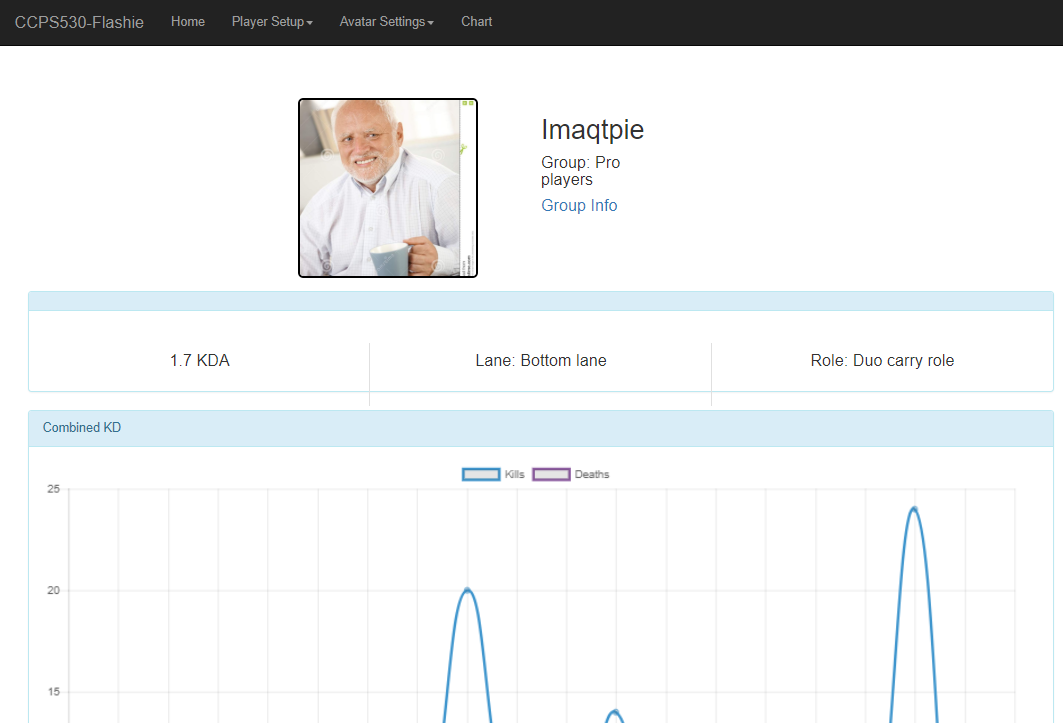 CCPS530-Flashie Home Player Setup Avatar Settings Chart
Imaqtpie
Group: Pro
players
Group Info
1.7 KDA Lane: Bottom lane Role: Duo carry role
Combined KD
Kills Deaths
25
20
15